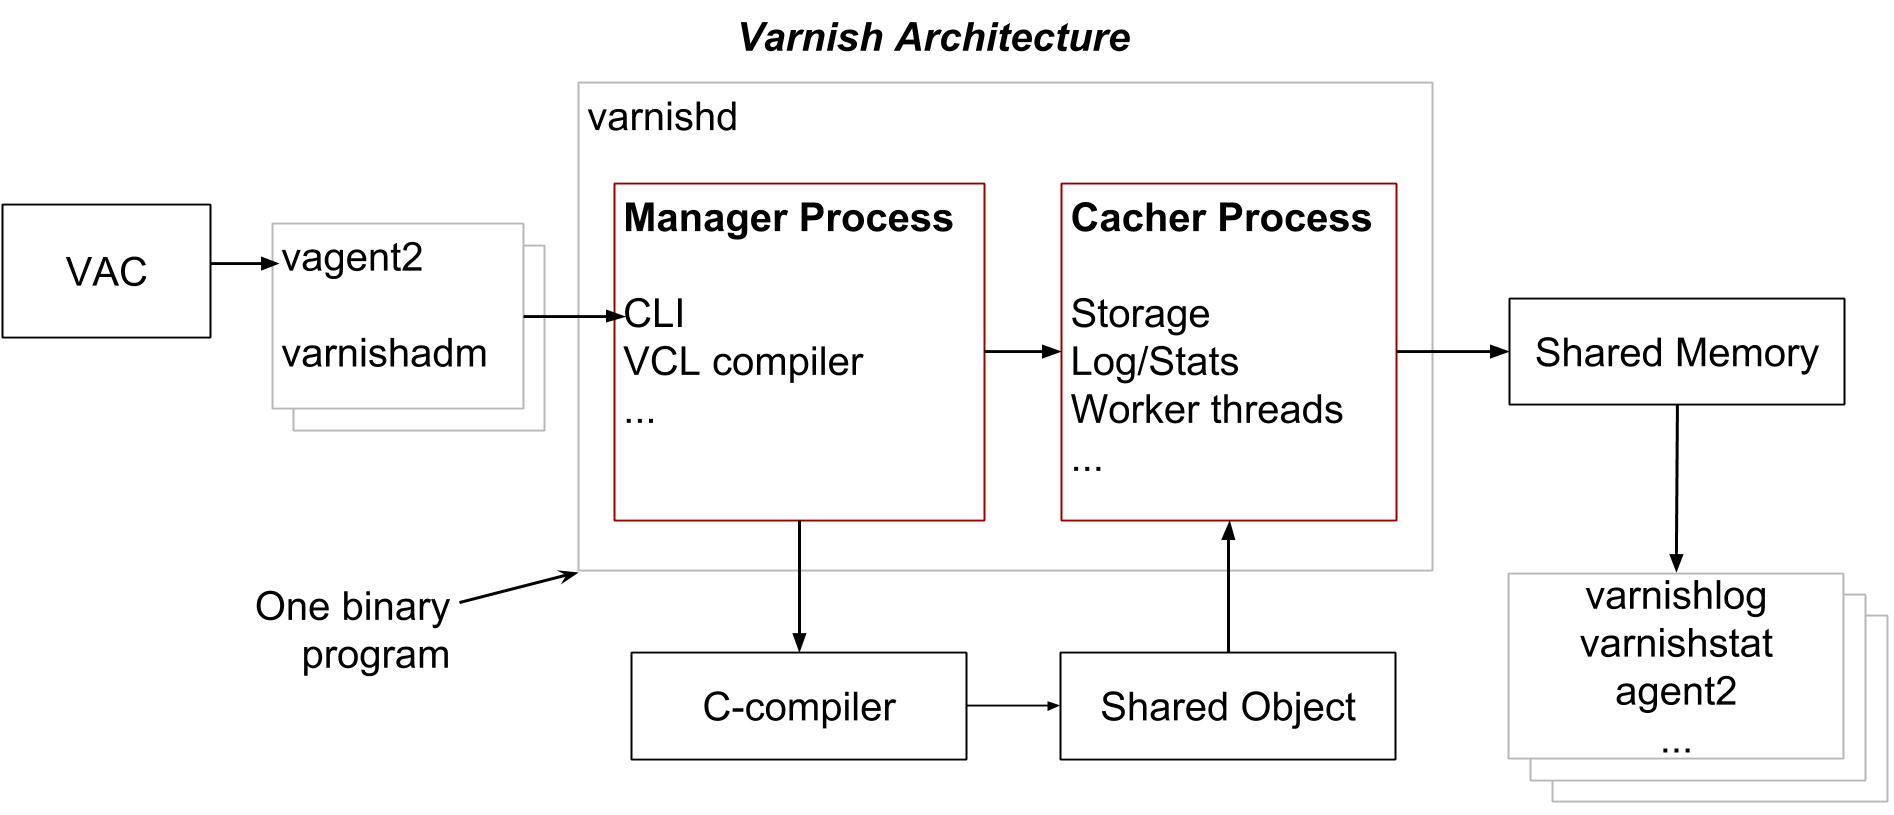 Varnish Architecture
varnishd
VAC
vagent2
varnishadm
Manager Process
CLI
VCL compiler
...
Cacher Process
Storage
Log/Stats
Worker threads
...
Shared Memory
One binary
program
C-compiler
Shared Object
varnishlog
varnishstat
agent2
...